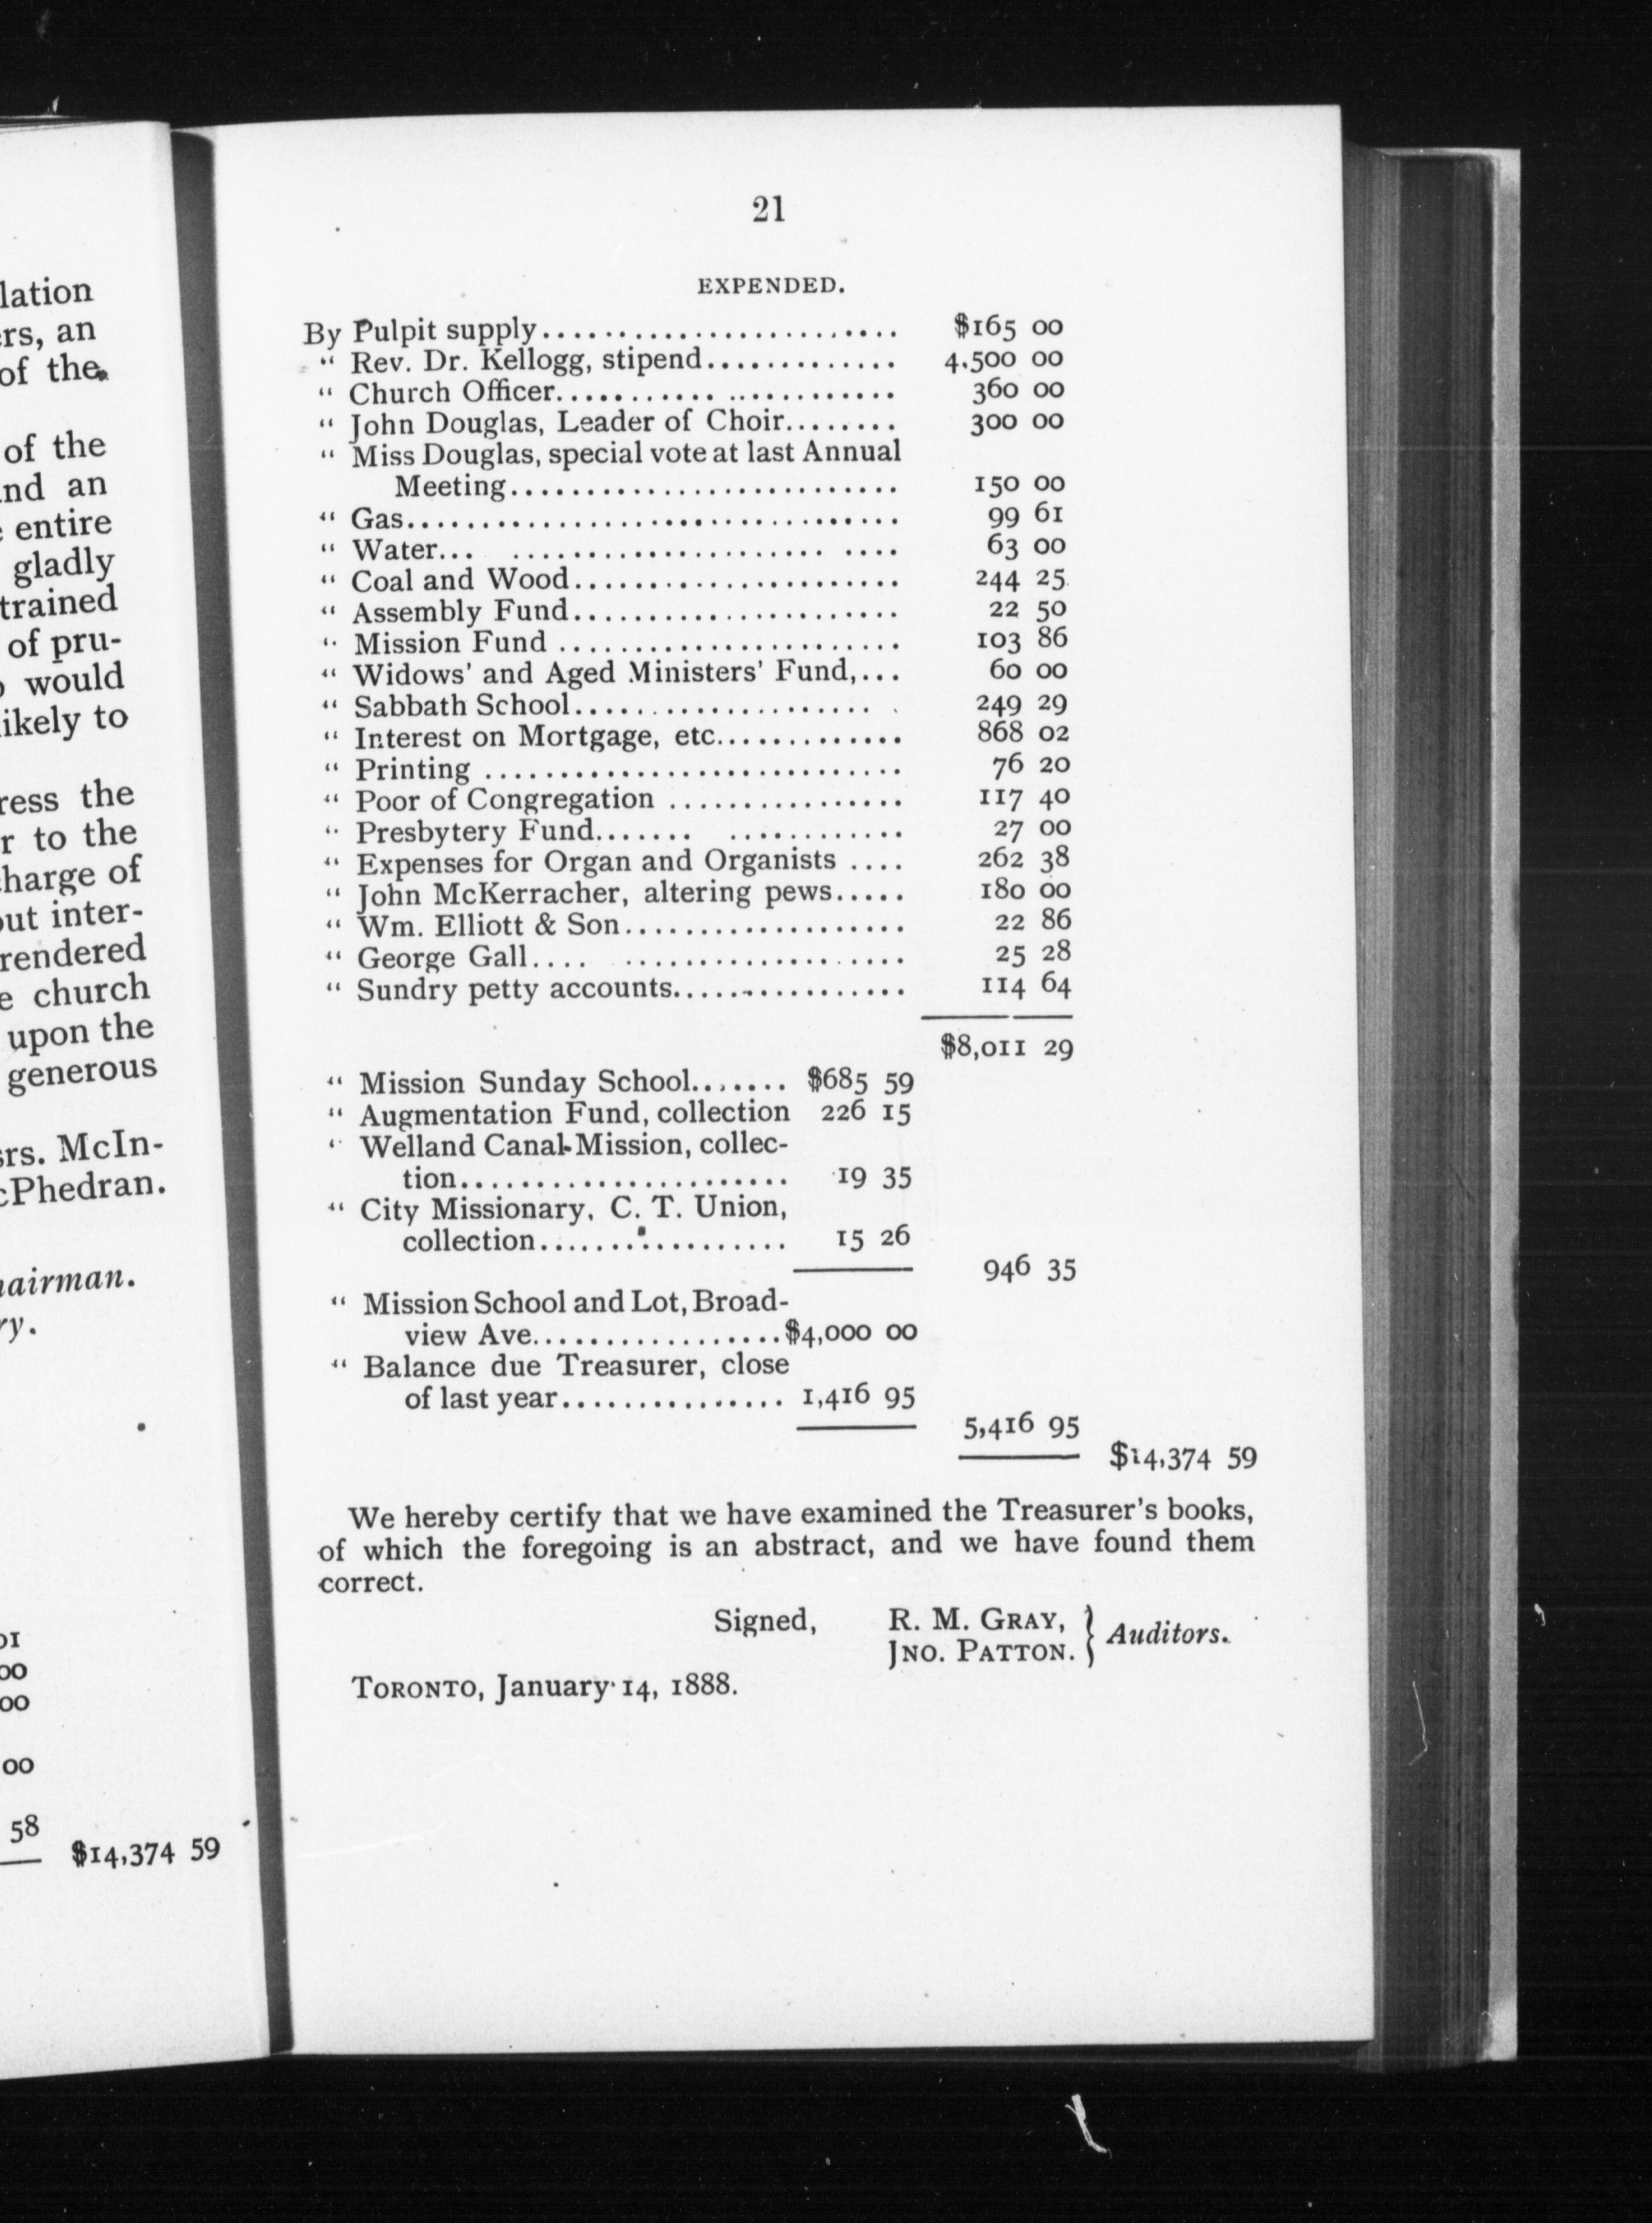 lation
rs, an
of the
of the
and an
entire
gladly
trained
of pru-
would
likely to
ress the
r to the
charge of
out inter-
rendered
e church
upon the
generous
srs. McIn-
cPhedran.
hairman.
ry.
01
00
00
00
58
$14,374 59
21
EXPENDED.
By Pulpit supply.......................... $165 00
“ Rev. Dr. Kellogg, stipend............. 4,500 00
“ Church Officer........... ............ 360 00
“ John Douglas, Leader of Choir........ 300 00
“ Miss Douglas, special vote at last Annual
Meeting.......................... 150 00
“ Gas................................. 99 61
“ Water... ..................... .... 63 00
“ Coal and Wood...................... 244 25
“ Assembly Fund...................... 22 50
“ Mission Fund ....................... 103 86
“ Widows' and Aged Ministers' Fund,... 60 00
“ Sabbath School.................... . 249 29
“ Interest on Mortgage, etc............. 868 02
“ Printing ............................ 76 20
“ Poor of Congregation ................ 117 40
“ Presbytery Fund....... ............ 27 00
“ Expenses for Organ and Organists .... 262 38
“ John McKerracher, altering pews..... 180 00
“ Wm. Elliott & Son................... 22 86
“ George Gall.... ................... 25 28
“ Sundry petty accounts................ 114 64
$8,011 29
“ Mission Sunday School....... $685 59
“ Augmentation Fund, collection 226 15
“ Welland Canal Mission, collec-
tion...................... 19 35
“ City Missionary, C. T. Union,
collection................. 15 26
946 35
“ Mission School and Lot, Broad-
view Ave.................$4,000 00
“ Balance due Treasurer, close
of last year............... 1,416 95
5,416 95
$14,374 59
We hereby certify that we have examined the Treasurer's books,
of which the foregoing is an abstract, and we have found them
correct.
Signed, R. M. GRAY, } Auditors.
JNO. PATTON.
TORONTO, January 14, 1888.